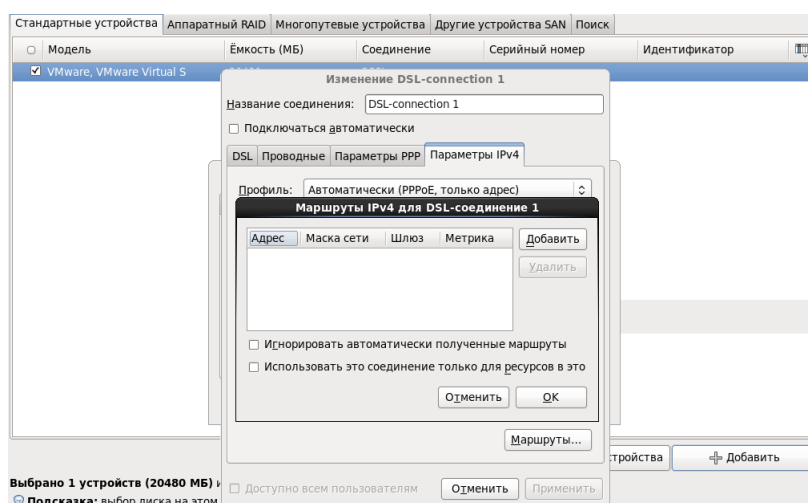 Стандартные устройства Аппаратный RAID Многопутевые устройства Другие устройства SAN Поиск
Модель Ёмкость (МБ) Соединение Серийный номер Идентификатор
VMware, VMware Virtual S
Изменение DSL-connection 1
Название соединения: DSL-connection 1
Подключаться автоматически
DSL Проводные Параметры PPP Параметры IPv4
Профиль: Автоматически (PPPoE, только адрес)
Маршруты IPv4 для DSL-соединение 1
Адрес Маска сети Шлюз Метрика Добавить
Удалить
Игнорировать автоматически полученные маршруты
Использовать это соединение только для ресурсов в это
Отменить OK
Маршруты...
тройства Добавить
Выбрано 1 устройств (20480 МБ) и
Доступно всем пользователям Отменить Применить
Подсказка: выбор диска на этом